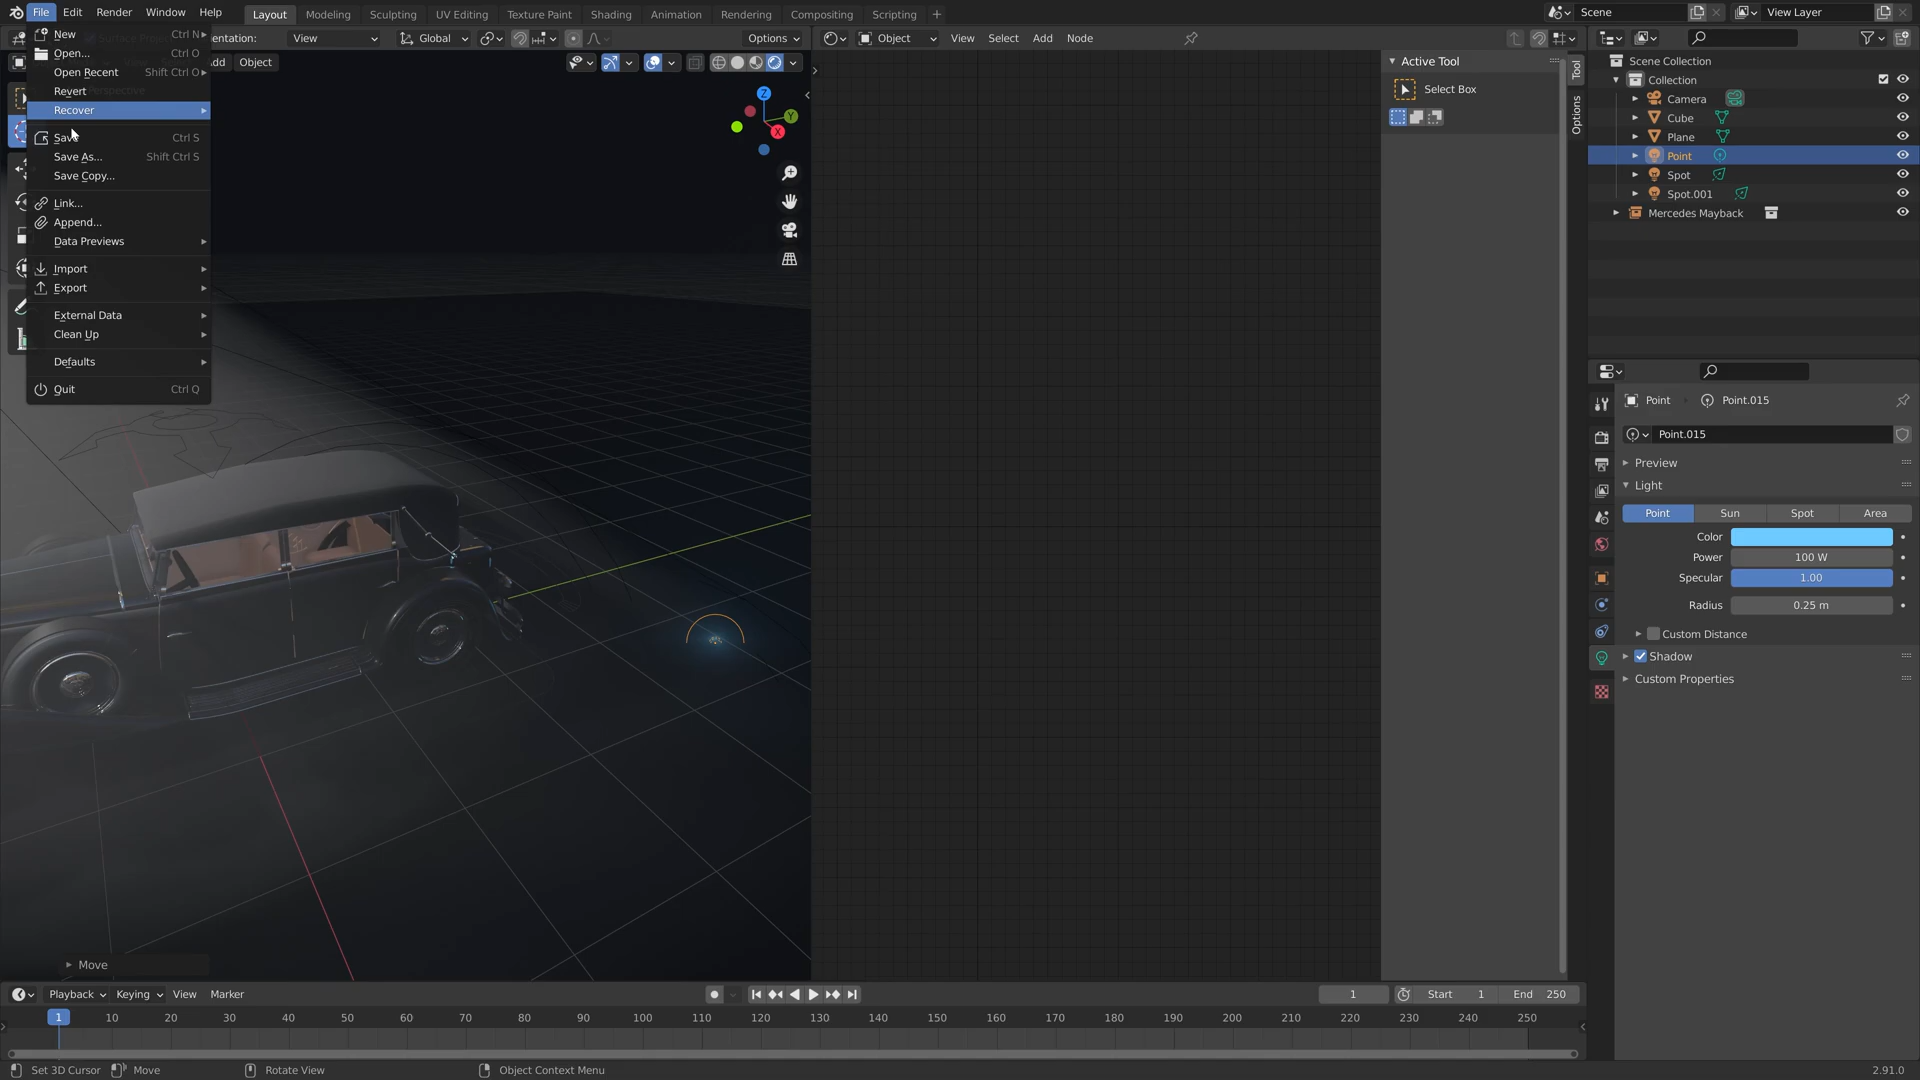 File Edit Render Window Help Layout Modeling Sculpting UV Editing Texture Paint Shading Animation Rendering Compositing Scripting + Scene View Layer
New Ctrl N
Open... Ctrl O
Open Recent Shift Ctrl O
Revert
Recover
Save Ctrl S
Save As... Shift Ctrl S
Save Copy...
Link...
Append...
Data Previews
Import
Export
External Data
Clean Up
Defaults
Quit Ctrl Q
View Global Options
Object
Z
Y
X
Move
Object View Select Add Node
Active Tool
Select Box
Tool
Options
Scene Collection
Collection
Camera
Cube
Plane
Point
Spot
Spot.001
Mercedes Mayback
Point Point.015
Point.015
Preview
Light
Point Sun Spot Area
Color
Power 100 W
Specular 1.00
Radius 0.25 m
Custom Distance
Shadow
Custom Properties
Playback Keying View Marker 1 Start 1 End 250
1 10 20 30 40 50 60 70 80 90 100 110 120 130 140 150 160 170 180 190 200 210 220 230 240 250
Set 3D Cursor Move Rotate View Object Context Menu 2.91.0